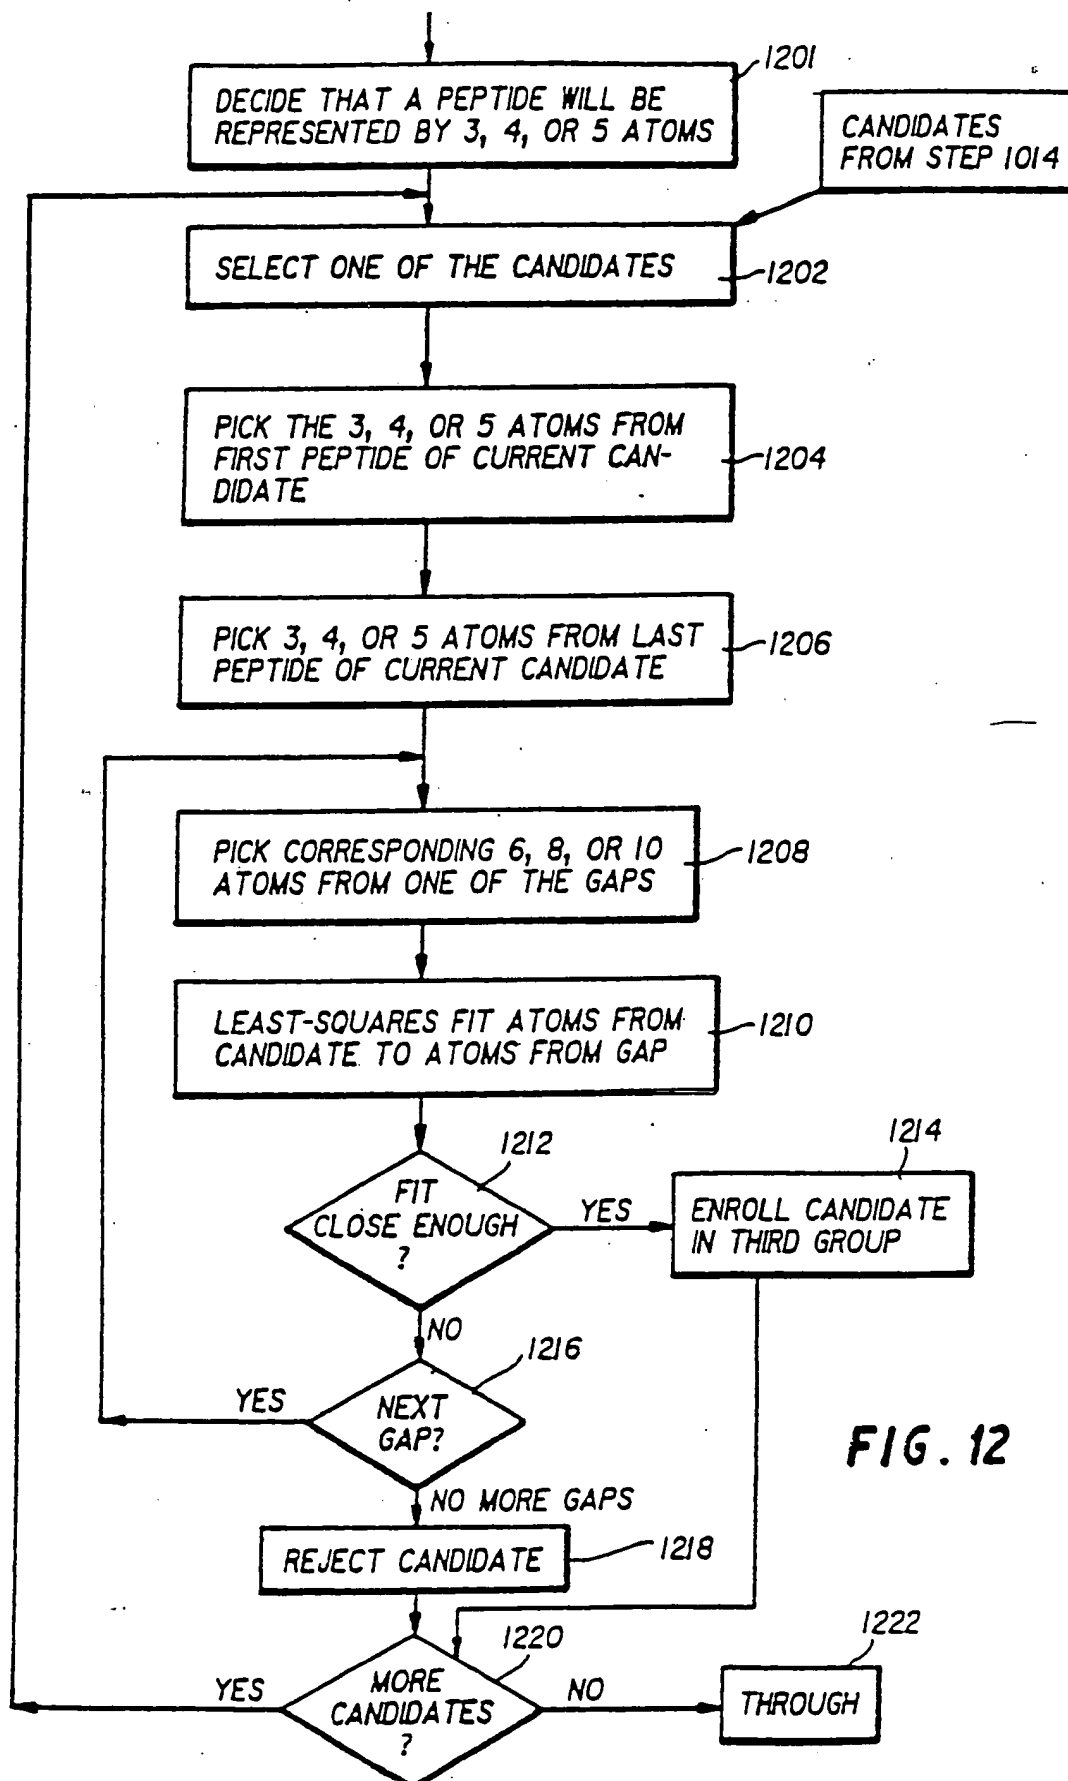 1201
DECIDE THAT A PEPTIDE WILL BE
REPRESENTED BY 3, 4, OR 5 ATOMS
CANDIDATES
FROM STEP 1014
SELECT ONE OF THE CANDIDATES
1202
PICK THE 3, 4, OR 5 ATOMS FROM
FIRST PEPTIDE OF CURRENT CAN-
DIDATE
1204
PICK 3, 4, OR 5 ATOMS FROM LAST
PEPTIDE OF CURRENT CANDIDATE
1206
PICK CORRESPONDING 6, 8, OR 10
ATOMS FROM ONE OF THE GAPS
1208
LEAST-SQUARES FIT ATOMS FROM
CANDIDATE TO ATOMS FROM GAP
1210
1212
FIT
CLOSE ENOUGH
?
YES
1214
ENROLL CANDIDATE
IN THIRD GROUP
NO
1216
NEXT
GAP?
YES
FIG. 12
NO MORE GAPS
REJECT CANDIDATE
1218
1220
MORE
CANDIDATES
?
YES
NO
1222
THROUGH